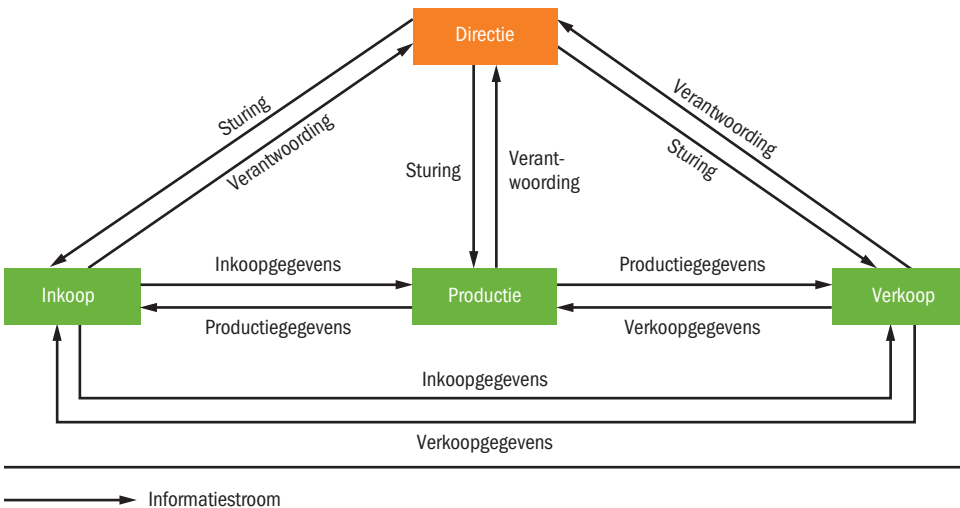 Directie
Sturing
Verantwoording
Sturing
Verant-
woording
Verantwoording
Sturing
Inkoopgegevens
Productiegegevens
Inkoop
Productie
Verkoop
Productiegegevens
Verkoopgegevens
Inkoopgegevens
Verkoopgegevens
Informatiestroom